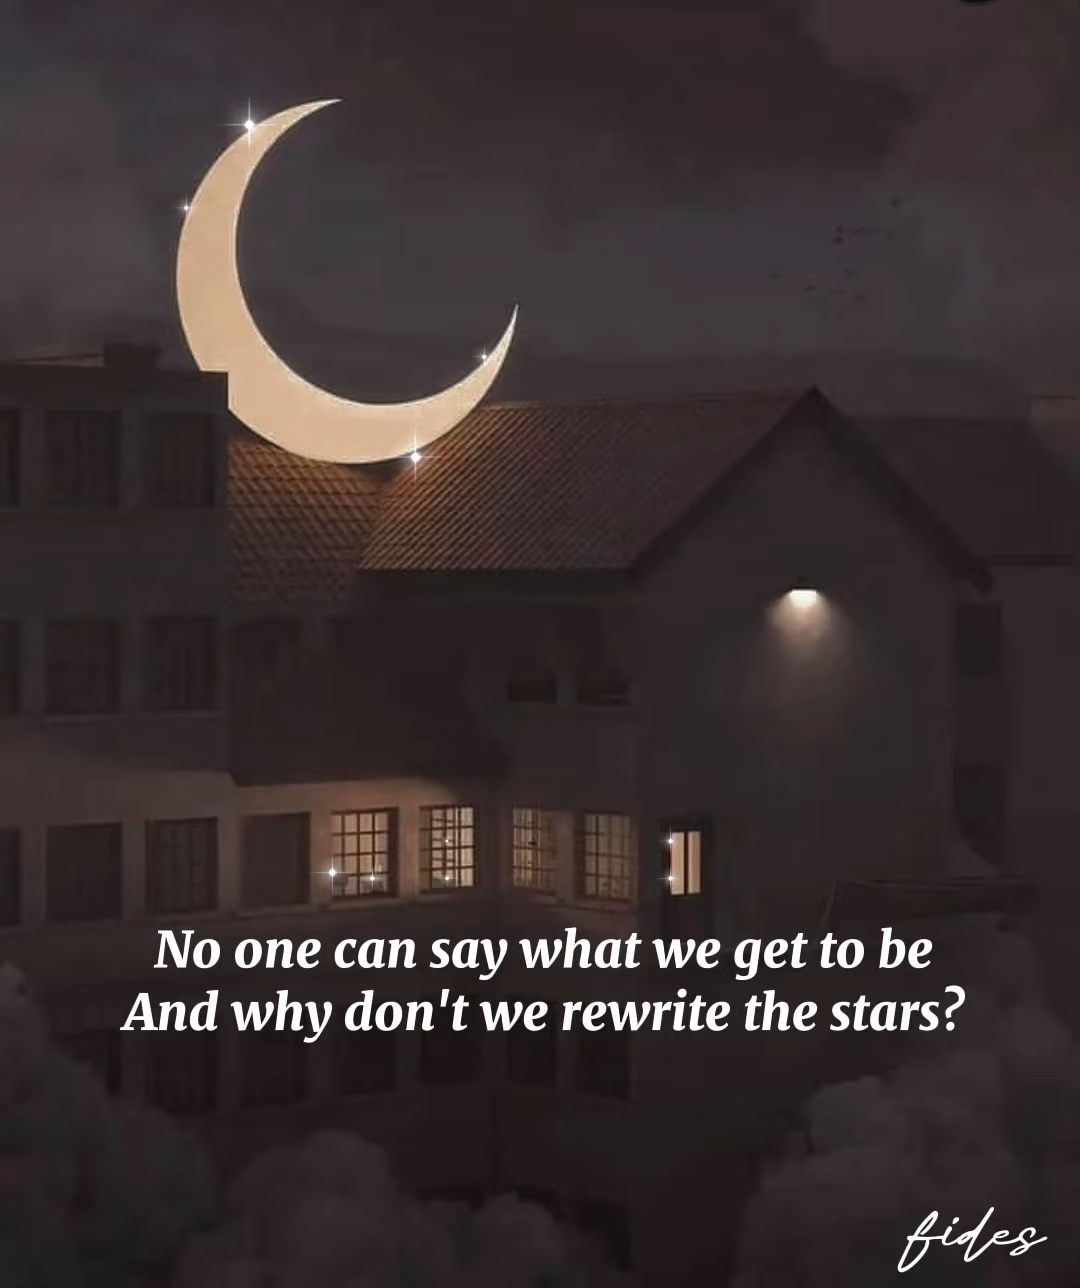 No one can say what we get to be
And why don't we rewrite the stars?
fides